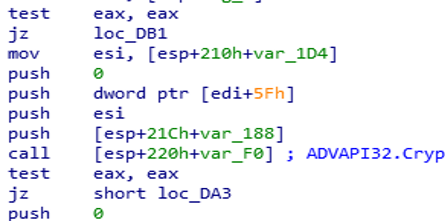 test eax, eax
jz loc_DB1
mov esi, [esp+210h+var_1D4]
push 0
push dword ptr [edi+5Fh]
push esi
push [esp+21Ch+var_188]
call [esp+220h+var_F0] ; ADVAPI32.Cryp
test eax, eax
jz short loc_DA3
push 0